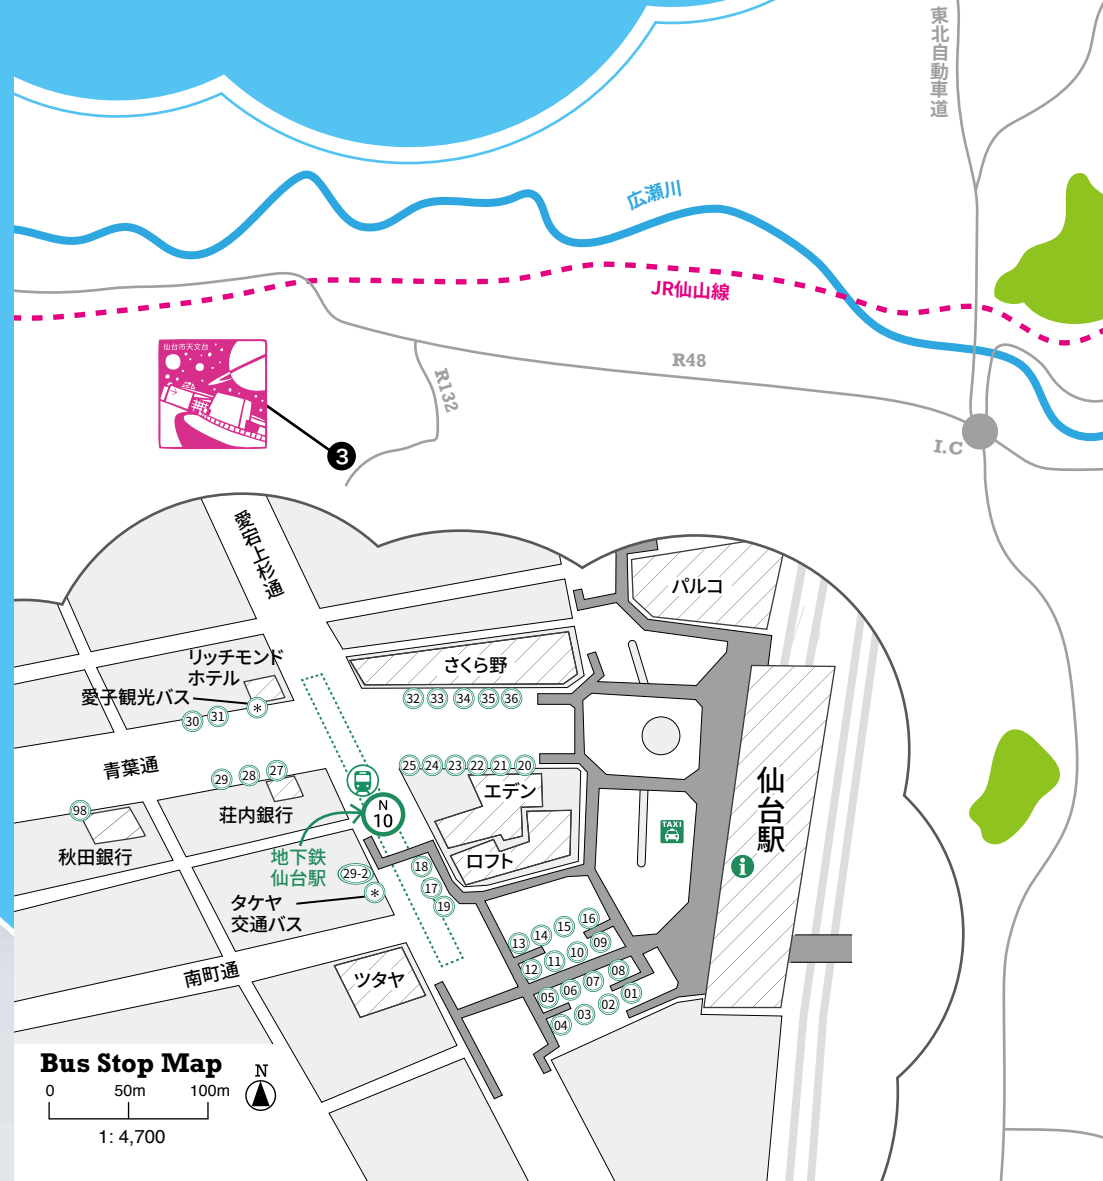 東北自動車道
広瀬川
JR仙山線
仙台市天文台
R48
R132
I.C
3
愛宕上杉通
パルコ
リッチモンド
ホテル
さくら野
愛子観光バス
*
30
31
32
33
34
35
36
青葉通
29
28
27
25
24
23
22
21
20
エデン
仙台駅
98
荘内銀行
N
10
TAXI
秋田銀行
地下鉄
仙台駅
ロフト
i
29-2
18
17
19
タケヤ
交通バス
*
16
15
14
13
09
10
11
12
南町通
ツタヤ
08
07
06
05
01
02
03
04
Bus Stop Map
N
0
50m
100m
1: 4,700